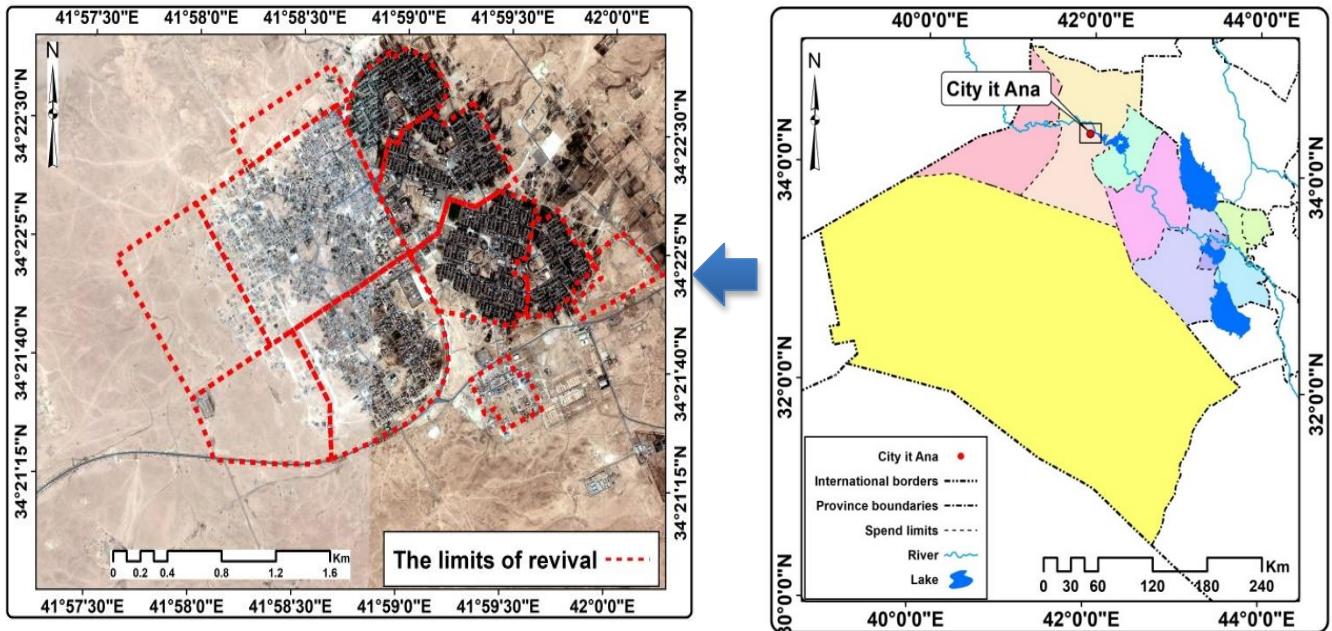 41°57'30"E 41°58'0"E 41°58'30"E 41°59'0"E 41°59'30"E 42°0'0"E
N
34°22'30"N
34°22'5"N
34°21'40"N
34°21'15"N
34°22'30"N
34°22'5"N
34°21'40"N
34°21'15"N
Km
0 0.2 0.4 0.8 1.2 1.6
The limits of revival
41°57'30"E 41°58'0"E 41°58'30"E 41°59'0"E 41°59'30"E 42°0'0"E
40°0'0"E 42°0'0"E 44°0'0"E
N
City it Ana
34°0'0"N
32°0'0"N
30°0'0"N
34°0'0"N
32°0'0"N
30°0'0"N
City it Ana
International borders
Province boundaries
Spend limits
River
Lake
Km
0 30 60 120 180 240
40°0'0"E 42°0'0"E 44°0'0"E